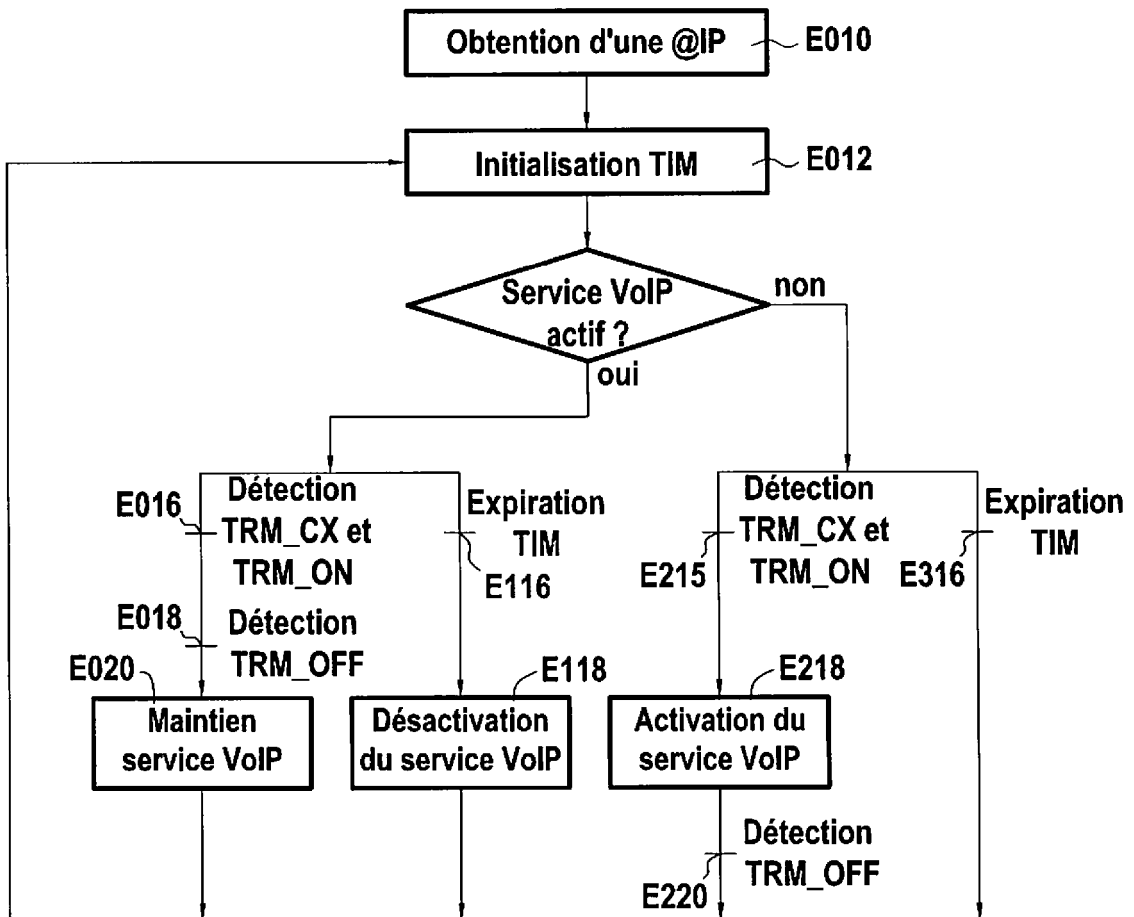 Obtention d'une @IP
E010
Initialisation TIM
E012
Service VoIP
actif ?
non
oui
E016
Détection
TRM_CX et
TRM_ON
Expiration
TIM
E116
E215
Détection
TRM_CX et
TRM_ON
E316
Expiration
TIM
E018
Détection
TRM_OFF
E020
Maintien
service VoIP
E118
Désactivation
du service VoIP
E218
Activation du
service VoIP
Détection
TRM_OFF
E220